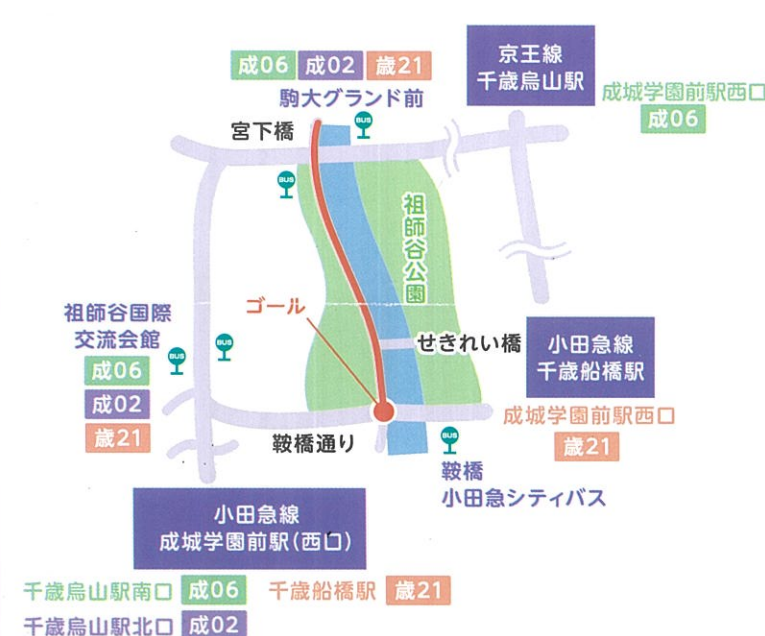 成06 成02 歳21
駒大グランド前
京王線
千歳烏山駅
成城学園前駅西口
成06
BUS
宮下橋
BUS
祖師谷公園
ゴール
祖師谷国際
交流会館
成06
成02
歳21
BUS
BUS
せきれい橋
小田急線
千歳船橋駅
成城学園前駅西口
歳21
鞍橋通り
BUS
鞍橋
小田急シティバス
小田急線
成城学園前駅(西口)
千歳烏山駅南口 成06 千歳船橋駅 歳21
千歳烏山駅北口 成02